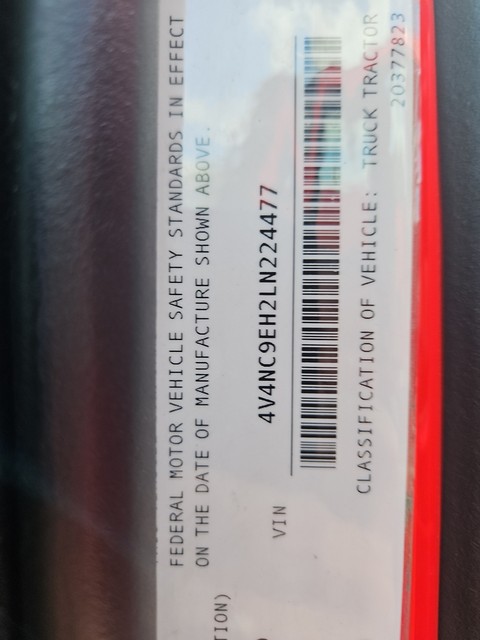 FEDERAL MOTOR VEHICLE SAFETY STANDARDS IN EFFECT
ON THE DATE OF MANUFACTURE SHOWN ABOVE.
TION)
VIN 4V4NC9EH2LN224477
CLASSIFICATION OF VEHICLE: TRUCK TRACTOR
20377823